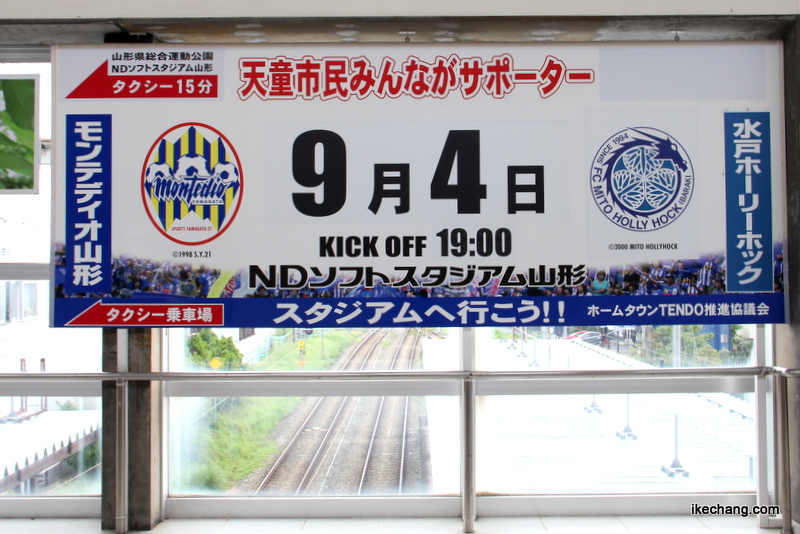 山形県総合運動公園
NDソフトスタジアム山形
タクシー15分
天童市民みんながサポーター
モンテディオ山形
Montedio
YAMAGATA
SPORTS YAMAGATA 21
©1998 S.Y.21
9月4日
KICK OFF 19:00
NDソフトスタジアム山形
SINCE 1994
FC MITO HOLLY HOCK IBARAKI
©2000 MITO HOLLYHOCK
水戸ホーリーホック
タクシー乗車場
スタジアムへ行こう!!
ホームタウンTENDO推進協議会
ikechang.com